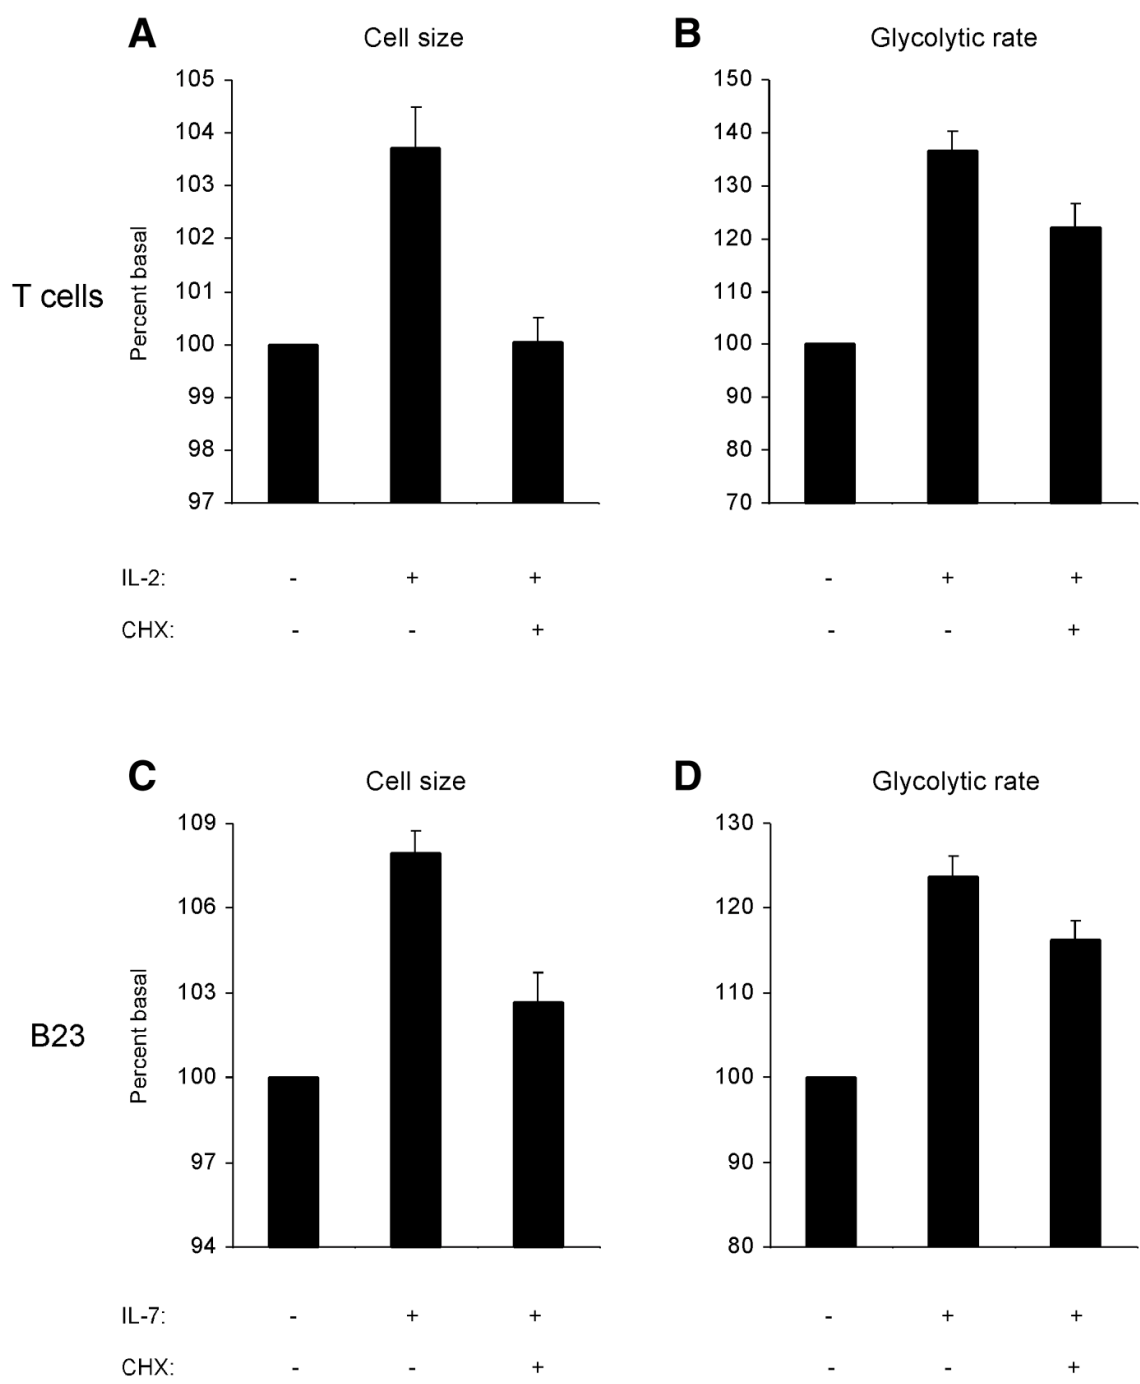 A Cell size
105
104
103
102
101
100
99
98
97
Percent basal
T cells
IL-2: - + +
CHX: - - +
B Glycolytic rate
150
140
130
120
110
100
90
80
70
- + +
- - +
C Cell size
109
106
103
100
97
94
Percent basal
B23
IL-7: - + +
CHX: - - +
D Glycolytic rate
130
120
110
100
90
80
- + +
- - +